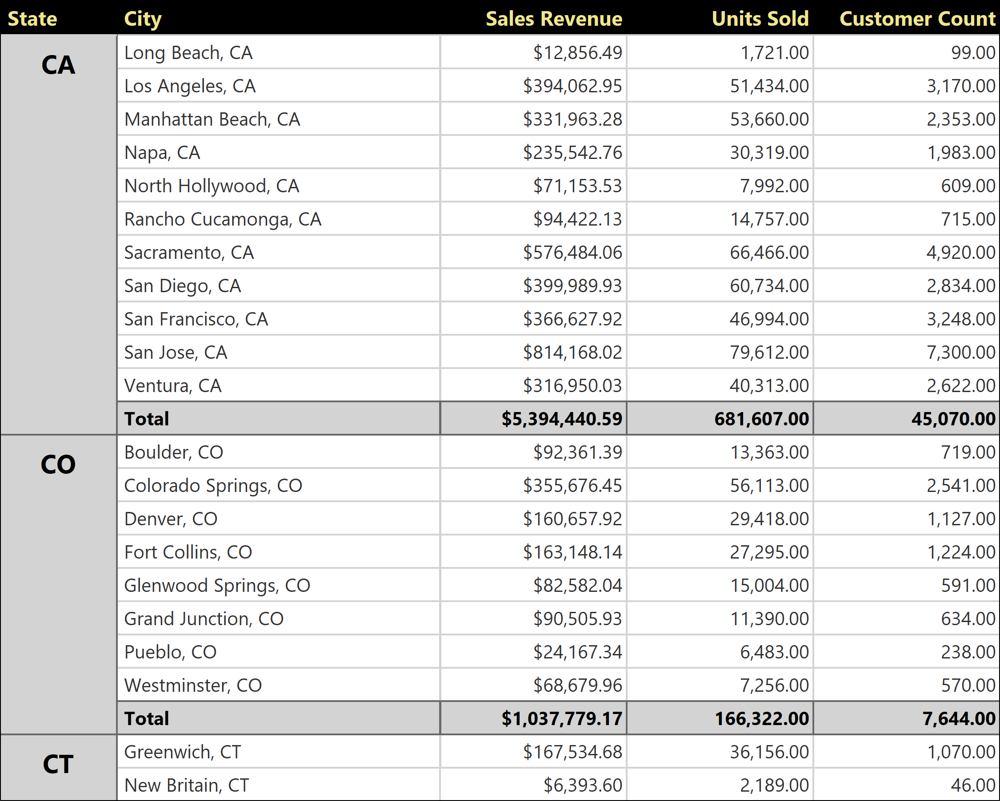 State City Sales Revenue Units Sold Customer Count
CA Long Beach, CA $12,856.49 1,721.00 99.00
Los Angeles, CA $394,062.95 51,434.00 3,170.00
Manhattan Beach, CA $331,963.28 53,660.00 2,353.00
Napa, CA $235,542.76 30,319.00 1,983.00
North Hollywood, CA $71,153.53 7,992.00 609.00
Rancho Cucamonga, CA $94,422.13 14,757.00 715.00
Sacramento, CA $576,484.06 66,466.00 4,920.00
San Diego, CA $399,989.93 60,734.00 2,834.00
San Francisco, CA $366,627.92 46,994.00 3,248.00
San Jose, CA $814,168.02 79,612.00 7,300.00
Ventura, CA $316,950.03 40,313.00 2,622.00
Total $5,394,440.59 681,607.00 45,070.00
CO Boulder, CO $92,361.39 13,363.00 719.00
Colorado Springs, CO $355,676.45 56,113.00 2,541.00
Denver, CO $160,657.92 29,418.00 1,127.00
Fort Collins, CO $163,148.14 27,295.00 1,224.00
Glenwood Springs, CO $82,582.04 15,004.00 591.00
Grand Junction, CO $90,505.93 11,390.00 634.00
Pueblo, CO $24,167.34 6,483.00 238.00
Westminster, CO $68,679.96 7,256.00 570.00
Total $1,037,779.17 166,322.00 7,644.00
CT Greenwich, CT $167,534.68 36,156.00 1,070.00
New Britain, CT $6,393.60 2,189.00 46.00